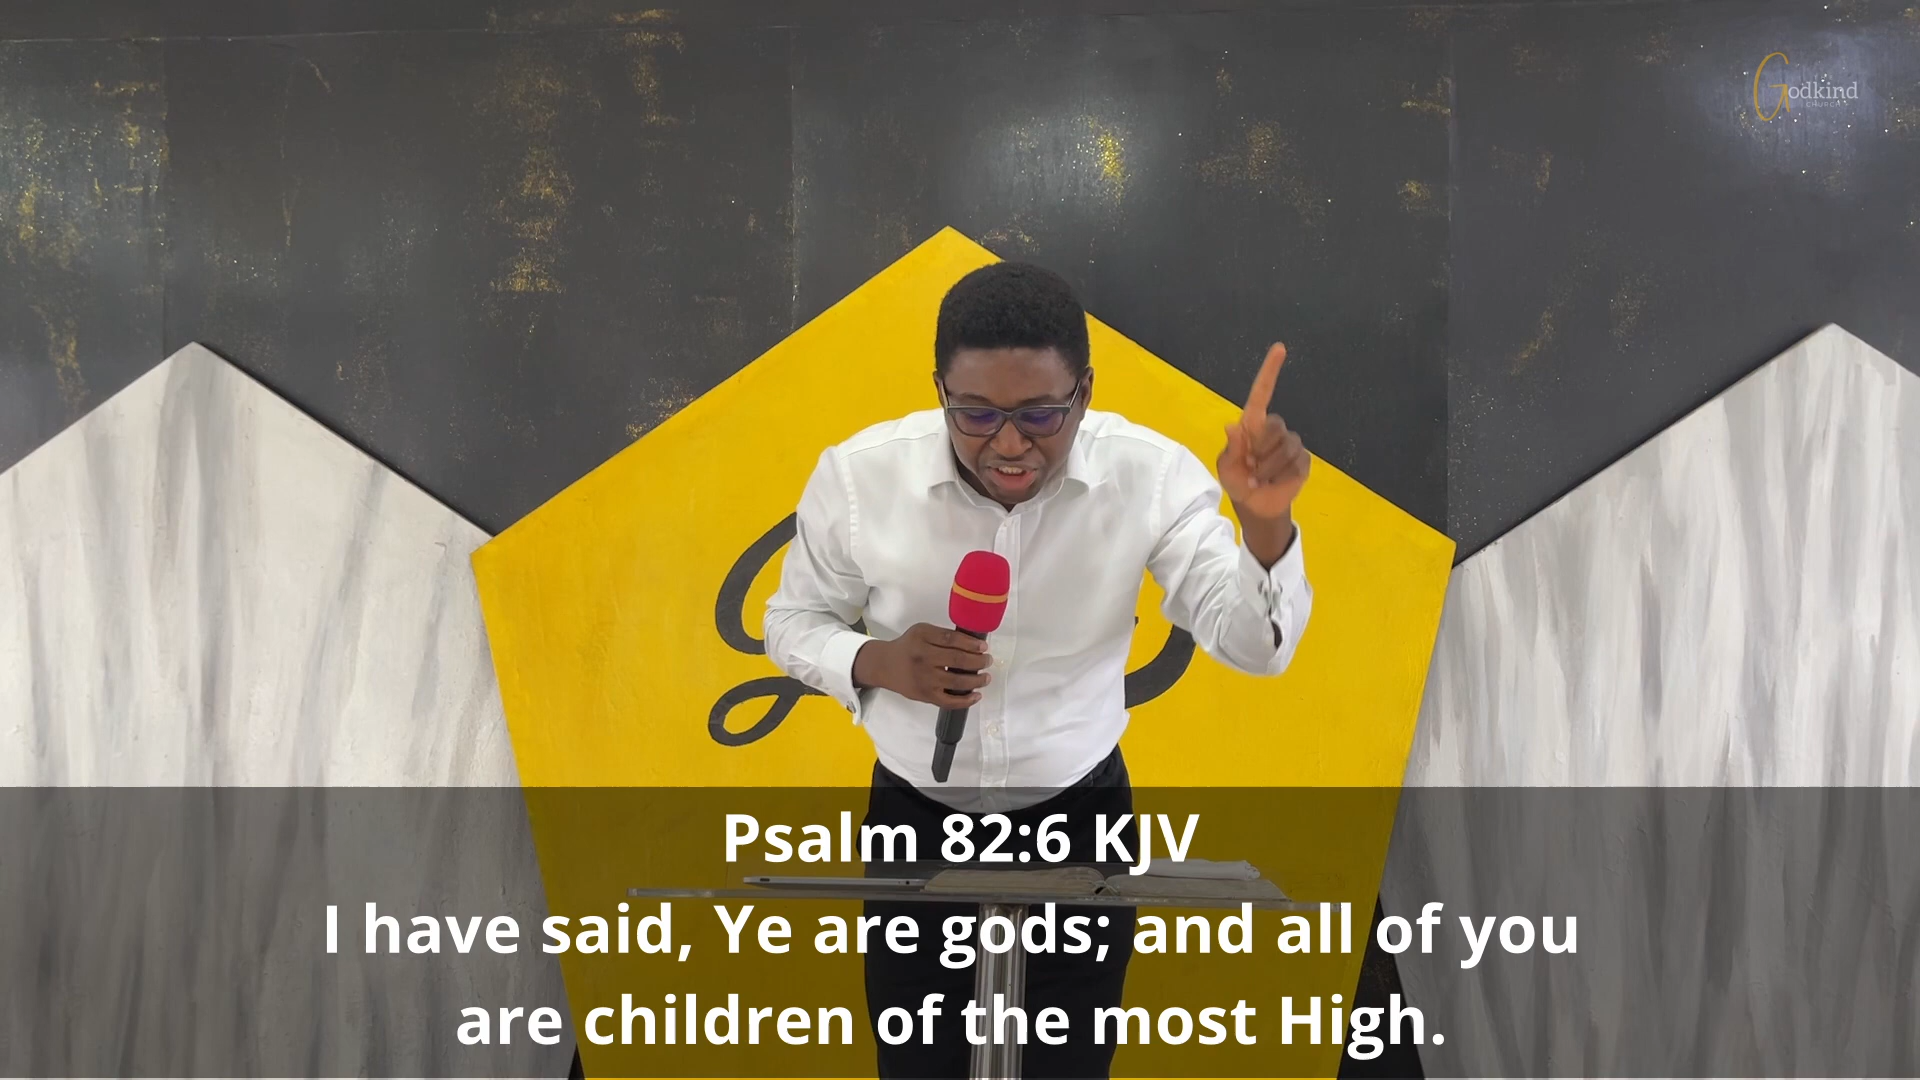 Godkind
CHURCH
Psalm 82:6 KJV
I have said, Ye are gods; and all of you
are children of the most High.